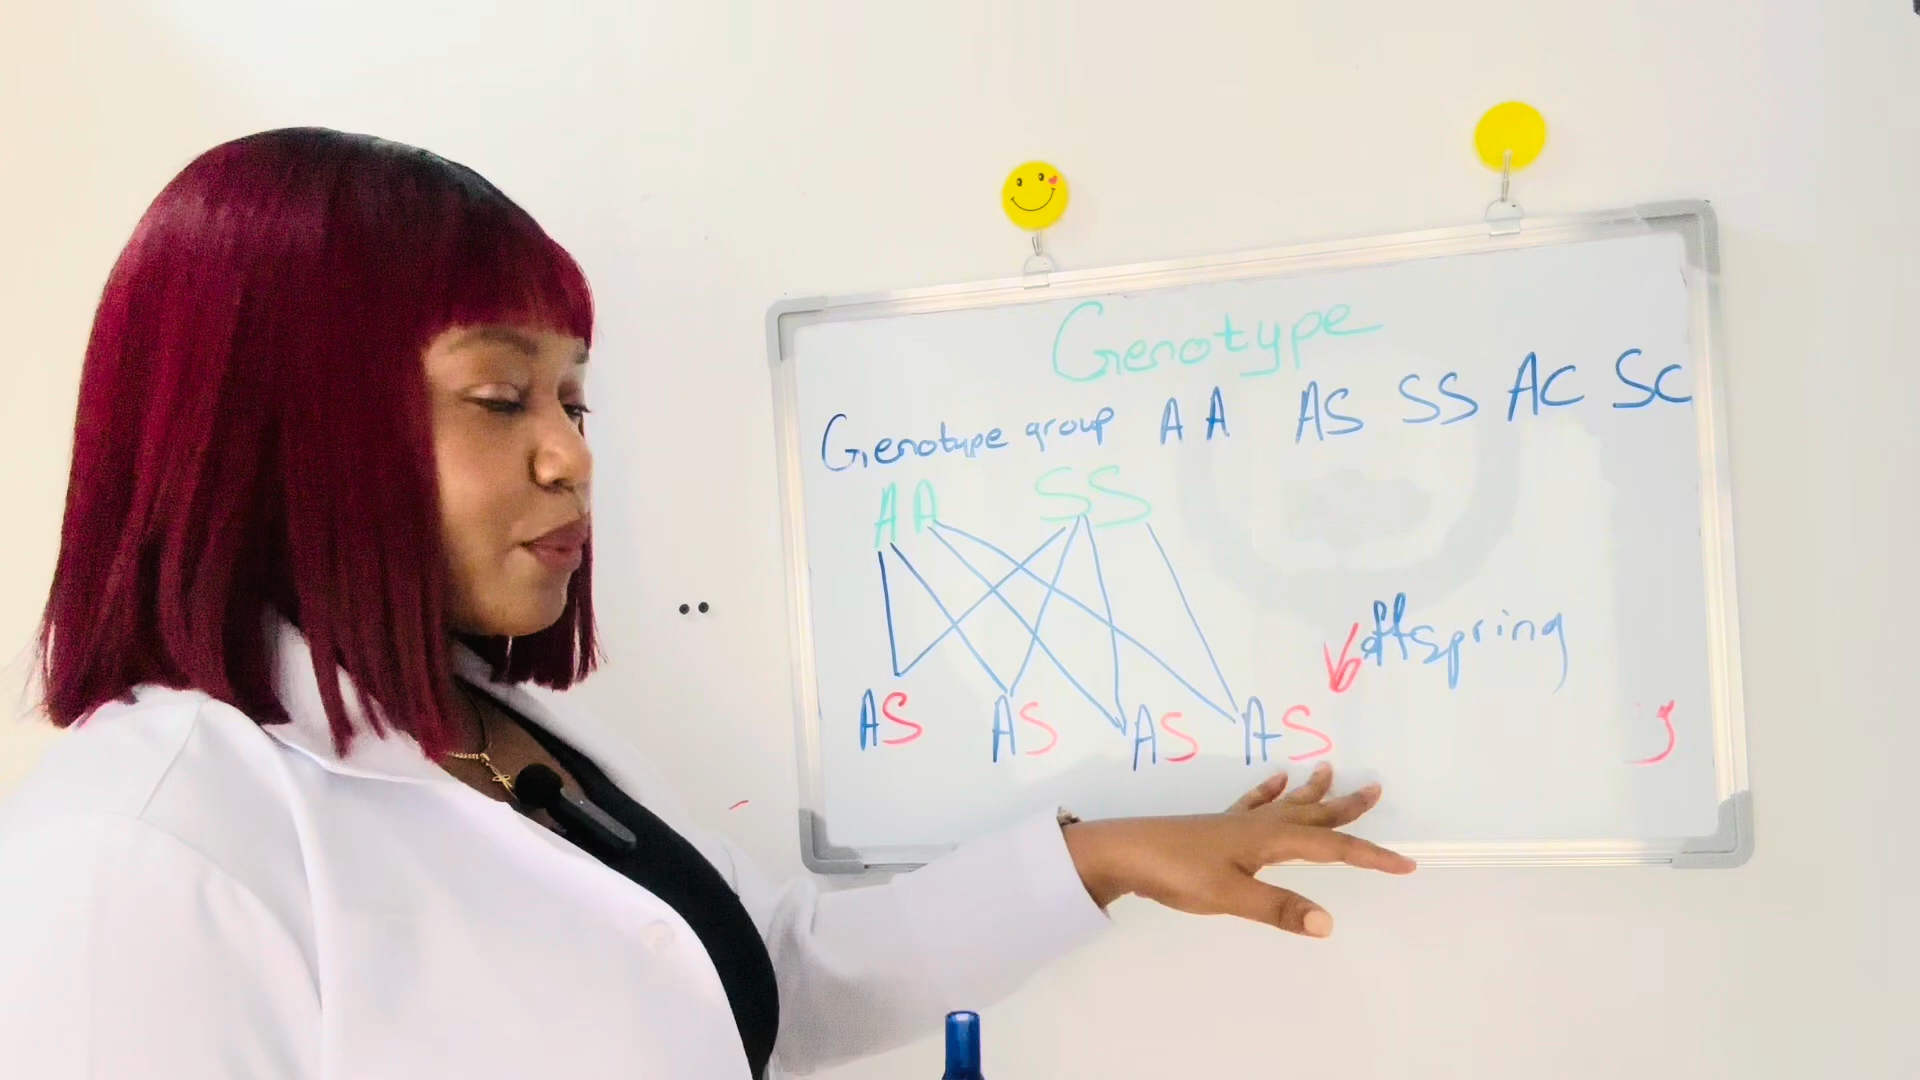 Genotype
Genotype group AA AS SS AC SC
AA SS
offspring
AS AS AS AS